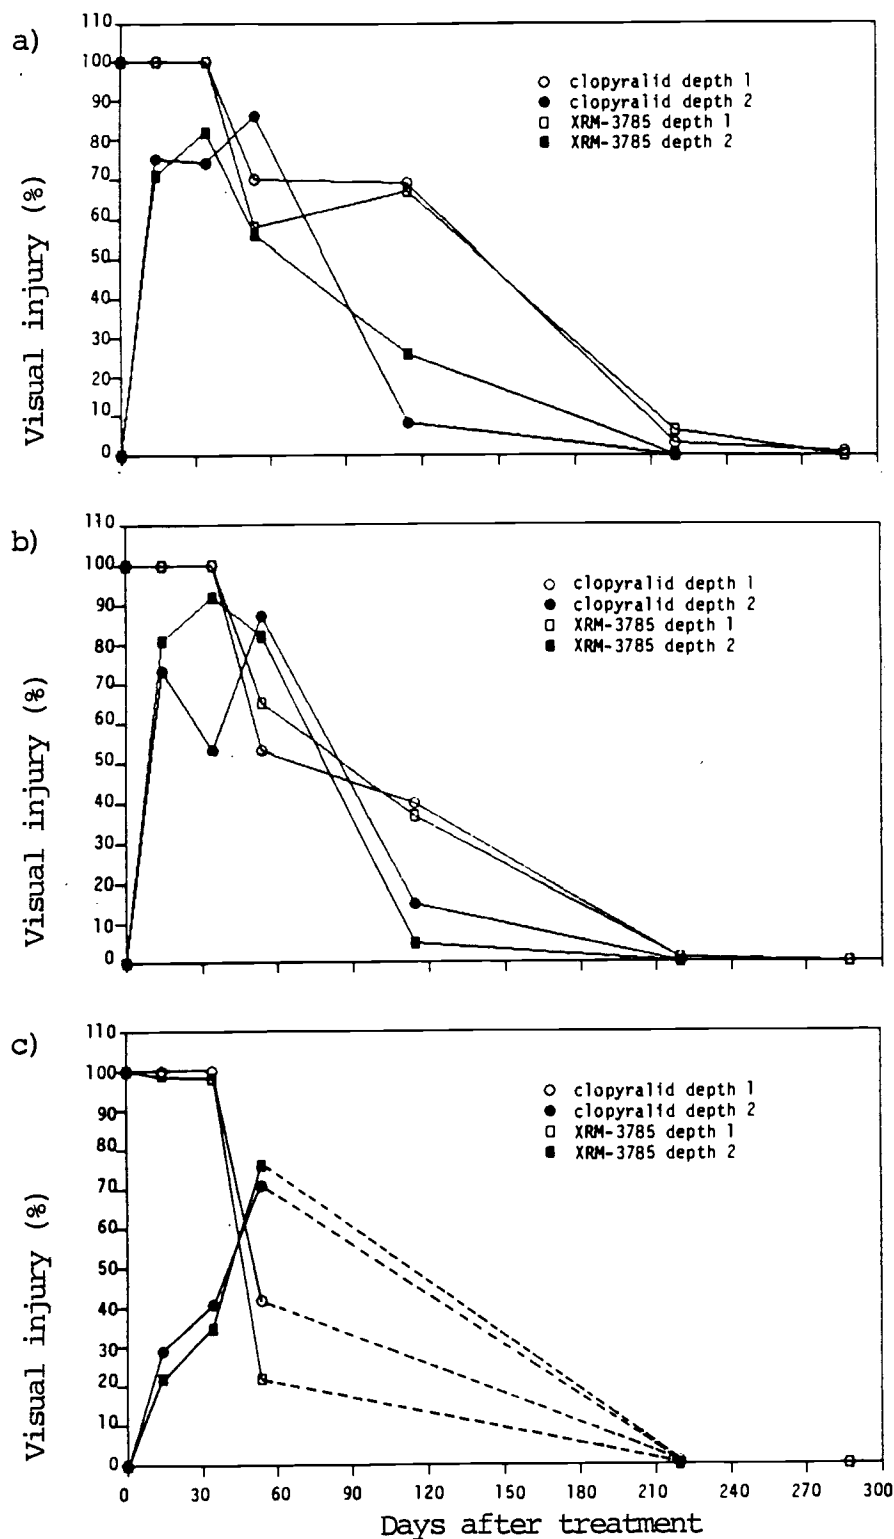 a)
110
100
90
80
70
60
50
40
30
20
10
0
Visual injury (%)
clopyralid depth 1
clopyralid depth 2
XRM-3785 depth 1
XRM-3785 depth 2
b)
110
100
90
80
70
60
50
40
30
20
10
0
Visual injury (%)
clopyralid depth 1
clopyralid depth 2
XRM-3785 depth 1
XRM-3785 depth 2
c)
110
100
90
80
70
60
50
40
30
20
10
0
Visual injury (%)
clopyralid depth 1
clopyralid depth 2
XRM-3785 depth 1
XRM-3785 depth 2
0 30 60 90 120 150 180 210 240 270 300
Days after treatment